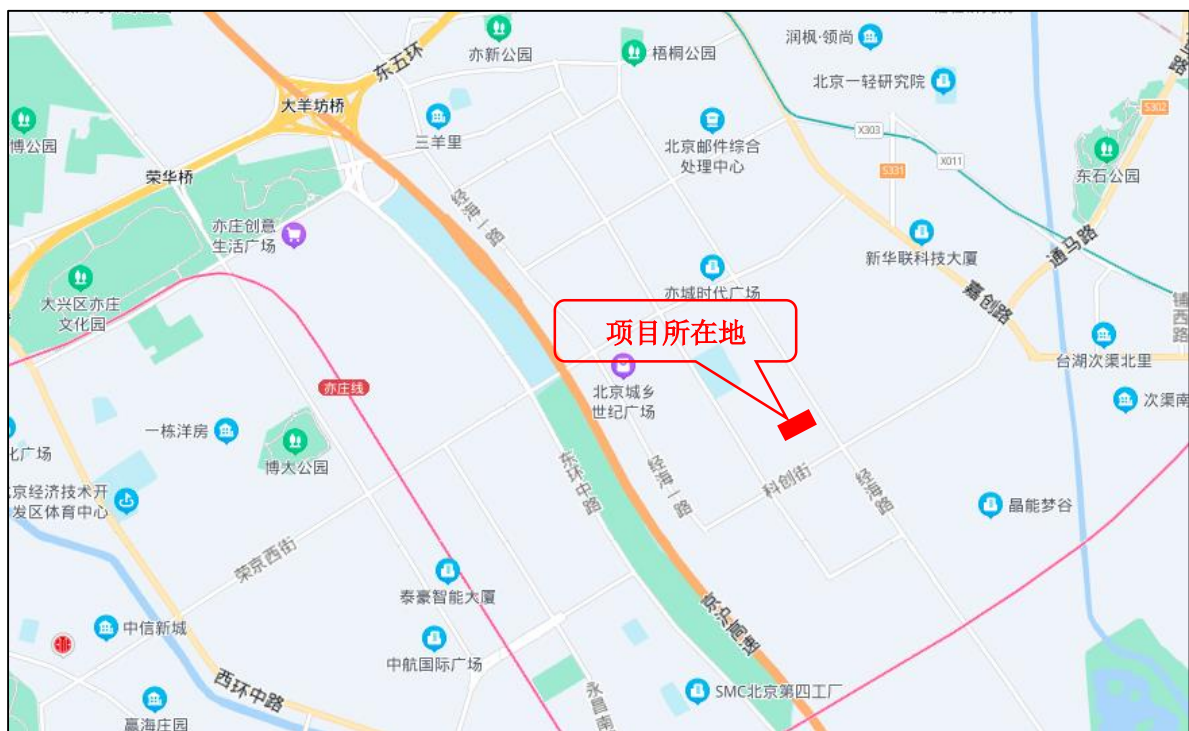 亦新公园
梧桐公园
润枫·领尚
东五环
北京一轻研究院
大羊坊桥
S302
三羊里
X303
博公园
北京邮件综合
处理中心
X011
S331
东石公园
荣华桥
经海一路
亦庄创意
生活广场
新华联科技大厦
通马路
亦城时代广场
大兴区亦庄
文化园
嘉创路
铺西路
项目所在地
台湖次渠北里
亦庄线
北京城乡
世纪广场
次渠南
一栋洋房
化广场
博大公园
东环中路
经海一路
科创街
经海路
京经济技术开
发区体育中心
晶能梦谷
荣京西街
泰豪智能大厦
京沪高速
中信新城
中航国际广场
西环中路
SMC北京第四工厂
永昌南
赢海庄园